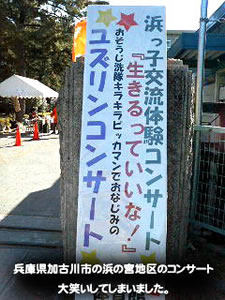 浜っ子交流体験コンサート
『生きるっていいな!』
おそうじ洗隊キラキラピッカマンでおなじみの
ユズリンコンサート
兵庫県加古川市の浜の宮地区のコンサート
大笑いしてしまいました。